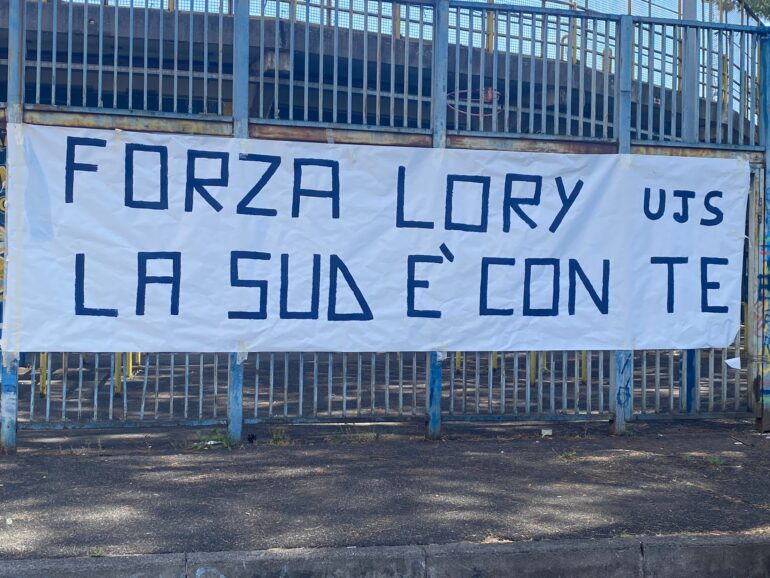 FORZA LORY UJS
LA SUD E' CON TE